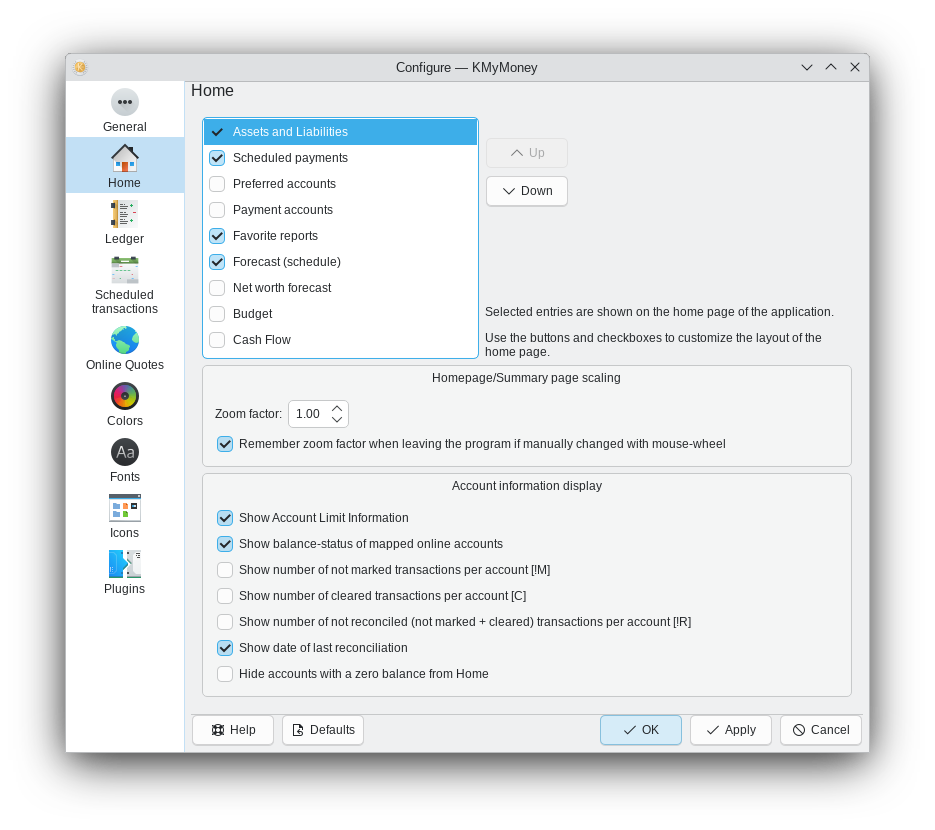 Configure — KMyMoney
General
Home
Ledger
Scheduled
transactions
Online Quotes
Colors
Aa
Fonts
Icons
Plugins
Home
Assets and Liabilities
Scheduled payments
Preferred accounts
Payment accounts
Favorite reports
Forecast (schedule)
Net worth forecast
Budget
Cash Flow
Up
Down
Selected entries are shown on the home page of the application.
Use the buttons and checkboxes to customize the layout of the
home page.
Homepage/Summary page scaling
Zoom factor: 1.00
Remember zoom factor when leaving the program if manually changed with mouse-wheel
Account information display
Show Account Limit Information
Show balance-status of mapped online accounts
Show number of not marked transactions per account [!M]
Show number of cleared transactions per account [C]
Show number of not reconciled (not marked + cleared) transactions per account [!R]
Show date of last reconciliation
Hide accounts with a zero balance from Home
Help Defaults OK Apply Cancel